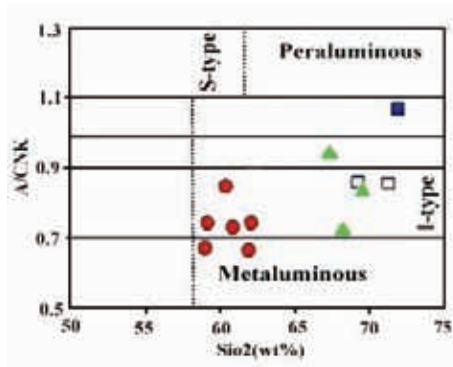 1.3
S-type
Peraluminous
1.1
A/CNK
0.9
I-type
0.7
Metaluminous
0.5
50 55 60 65 70 75
Sio2(wt%)